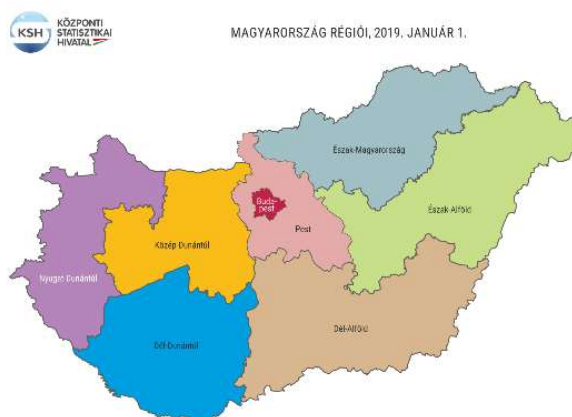 KSH
KÖZPONTI
STATISZTIKAI
HIVATAL
MAGYARORSZÁG RÉGIÓI, 2019. JANUÁR 1.
Észak-Magyarország
Észak-Alföld
Buda-
pest
Pest
Közép-Dunántúl
Nyugat-Dunántúl
Dél-Alföld
Dél-Dunántúl